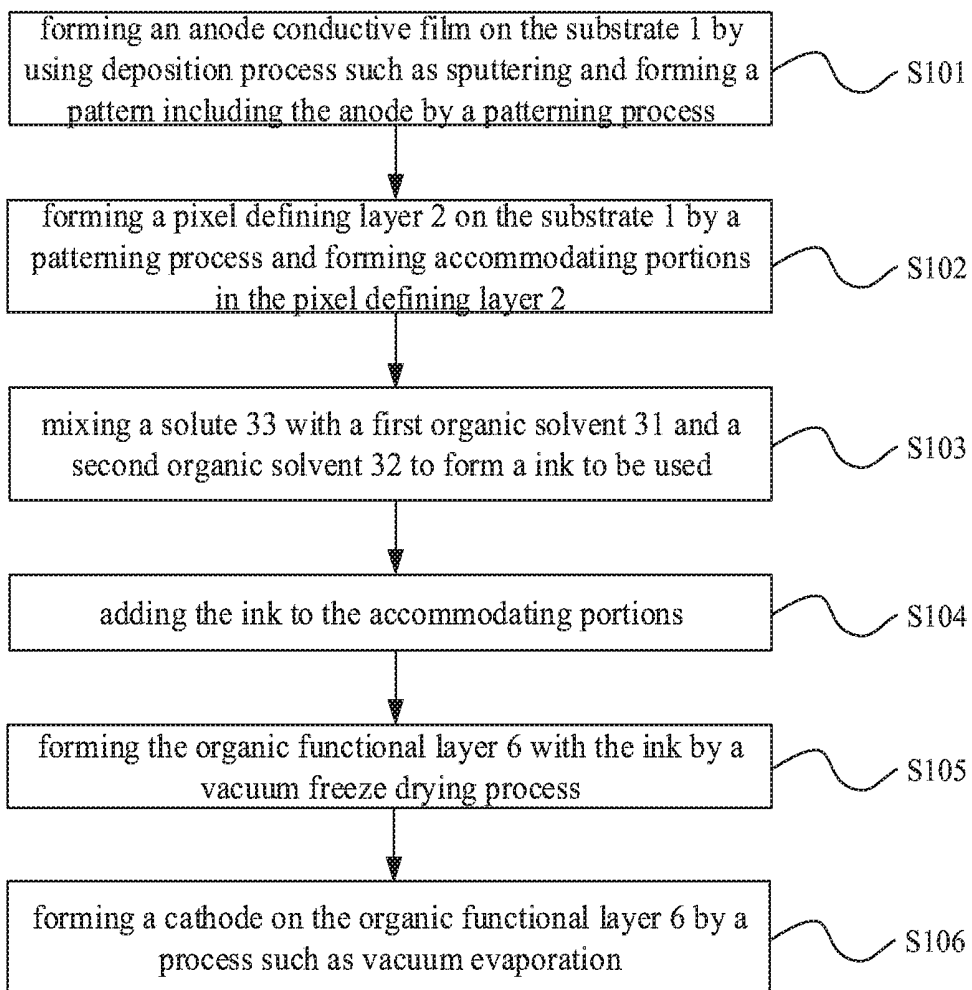 forming an anode conductive film on the substrate 1 by
using deposition process such as sputtering and forming a
pattern including the anode by a patterning process
S101
forming a pixel defining layer 2 on the substrate 1 by a
patterning process and forming accommodating portions
in the pixel defining layer 2
S102
mixing a solute 33 with a first organic solvent 31 and a
second organic solvent 32 to form a ink to be used
S103
adding the ink to the accommodating portions
S104
forming the organic functional layer 6 with the ink by a
vacuum freeze drying process
S105
forming a cathode on the organic functional layer 6 by a
process such as vacuum evaporation
S106